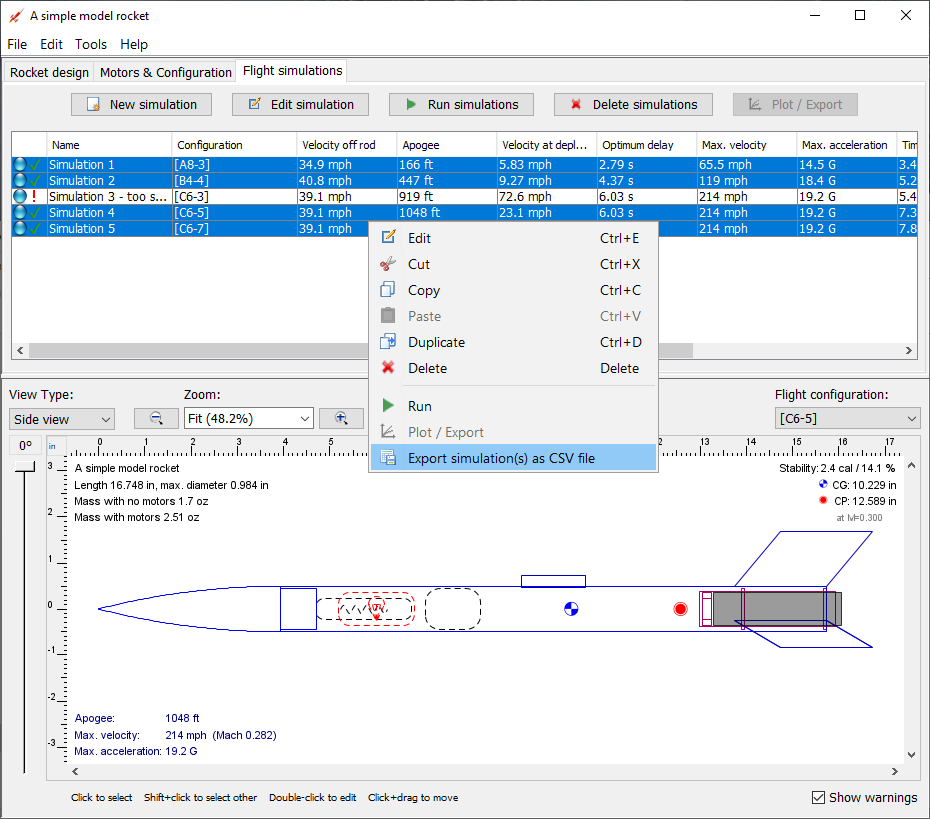 A simple model rocket
File Edit Tools Help
Rocket design Motors & Configuration Flight simulations
New simulation Edit simulation Run simulations Delete simulations Plot / Export
Name Configuration Velocity off rod Apogee Velocity at depl... Optimum delay Max. velocity Max. acceleration Tim
Simulation 1 [A8-3] 34.9 mph 166 ft 5.83 mph 2.79 s 65.5 mph 14.5 G 3.4
Simulation 2 [B4-4] 40.8 mph 447 ft 9.27 mph 4.37 s 119 mph 18.4 G 5.2
! Simulation 3 - too s... [C6-3] 39.1 mph 919 ft 72.6 mph 6.03 s 214 mph 19.2 G 5.4
Simulation 4 [C6-5] 39.1 mph 1048 ft 23.1 mph 6.03 s 214 mph 19.2 G 7.3
Simulation 5 [C6-7] 39.1 mph 214 mph 19.2 G 7.8
Edit Ctrl+E
Cut Ctrl+X
Copy Ctrl+C
Paste Ctrl+V
Duplicate Ctrl+D
Delete Delete
Run
Plot / Export
Export simulation(s) as CSV file
View Type: Zoom: Flight configuration:
Side view Fit (48.2%) [C6-5]
0° in 0 1 2 3 4 5 13 14 15 16 17
3 2 1 0 -1 -2 -3
A simple model rocket
Length 16.748 in, max. diameter 0.984 in
Mass with no motors 1.7 oz
Mass with motors 2.51 oz
Stability: 2.4 cal / 14.1 %
CG: 10.229 in
CP: 12.589 in
at M=0.300
Apogee: 1048 ft
Max. velocity: 214 mph (Mach 0.282)
Max. acceleration: 19.2 G
Click to select Shift+click to select other Double-click to edit Click+drag to move
Show warnings